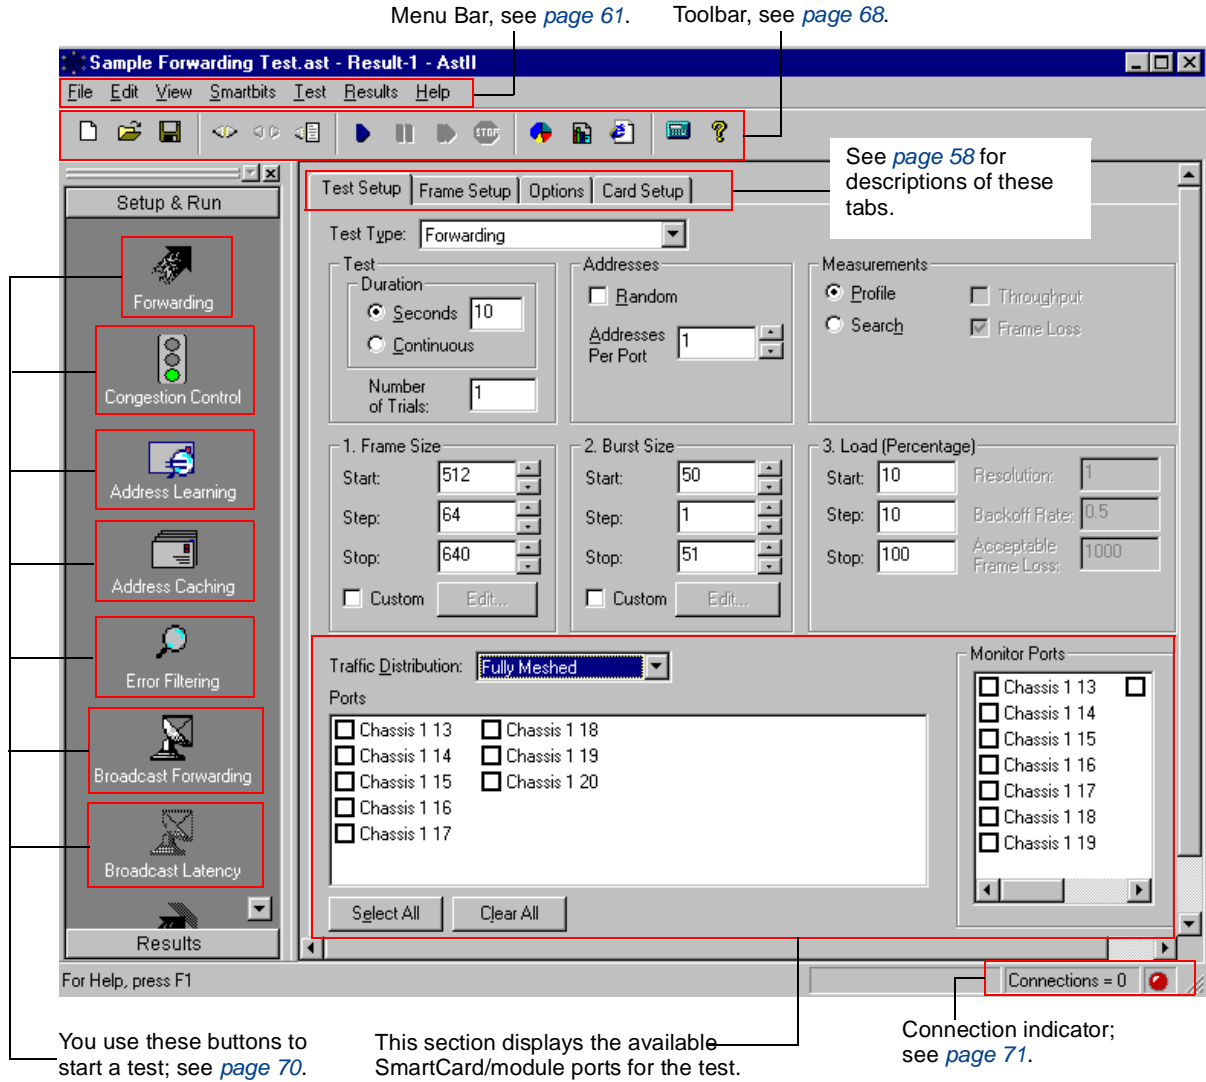 Menu Bar, see page 61.
Toolbar, see page 68.
Sample Forwarding Test.ast - Result-1 - AstII
File Edit View Smartbits Test Results Help
STOP
See page 58 for
descriptions of these
tabs.
Setup & Run
Forwarding
Congestion Control
Address Learning
Address Caching
Error Filtering
Broadcast Forwarding
Broadcast Latency
Results
Test Setup Frame Setup Options Card Setup
Test Type: Forwarding
Test
Duration
Seconds 10
Continuous
Number
of Trials: 1
Addresses
Random
Addresses
Per Port 1
Measurements
Profile Throughput
Search Frame Loss
1. Frame Size
Start: 512
Step: 64
Stop: 640
Custom Edit...
2. Burst Size
Start: 50
Step: 1
Stop: 51
Custom Edit...
3. Load (Percentage)
Start: 10 Resolution: 1
Step: 10 Backoff Rate: 0.5
Stop: 100 Acceptable
Frame Loss: 1000
Traffic Distribution: Fully Meshed
Ports
Chassis 1 13 Chassis 1 18
Chassis 1 14 Chassis 1 19
Chassis 1 15 Chassis 1 20
Chassis 1 16
Chassis 1 17
Select All Clear All
Monitor Ports
Chassis 1 13
Chassis 1 14
Chassis 1 15
Chassis 1 16
Chassis 1 17
Chassis 1 18
Chassis 1 19
For Help, press F1
Connections = 0
You use these buttons to
start a test; see page 70.
This section displays the available
SmartCard/module ports for the test.
Connection indicator;
see page 71.